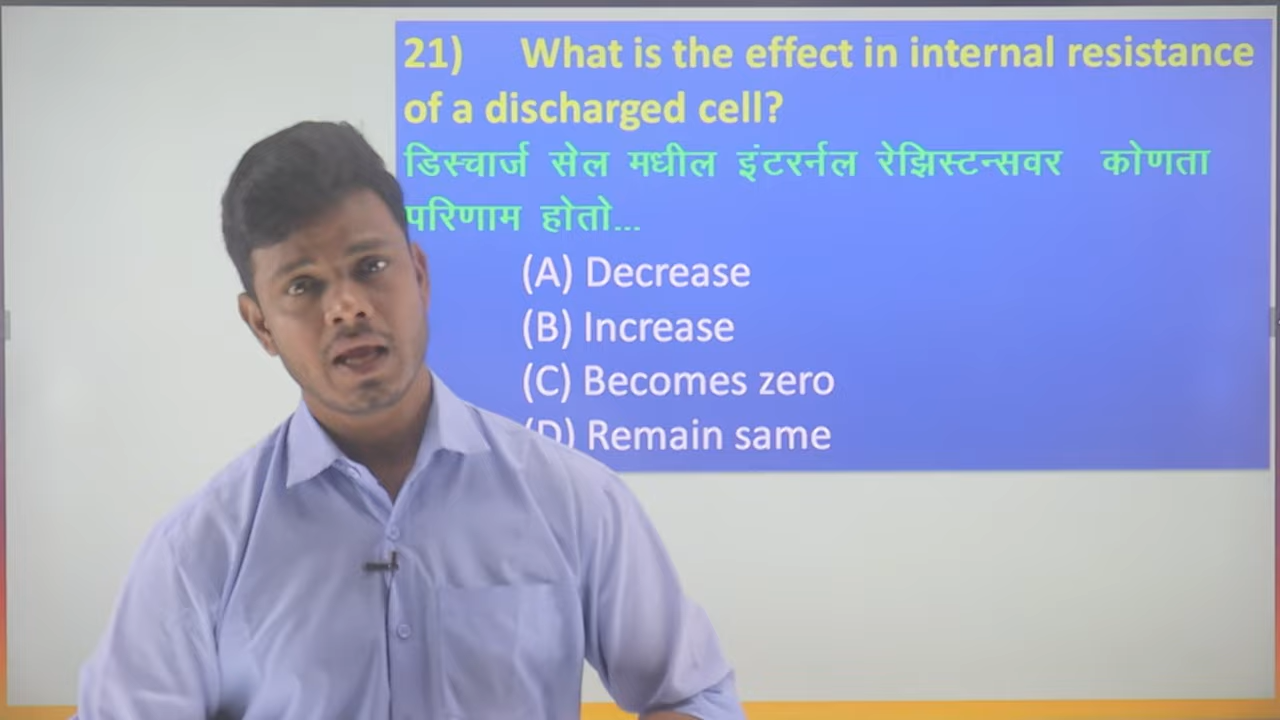 21) What is the effect in internal resistance
of a discharged cell?
डिस्चार्ज सेल मधील इंटरर्नल रेझिस्टन्सवर कोणता
परिणाम होतो...
(A) Decrease
(B) Increase
(C) Becomes zero
(D) Remain same